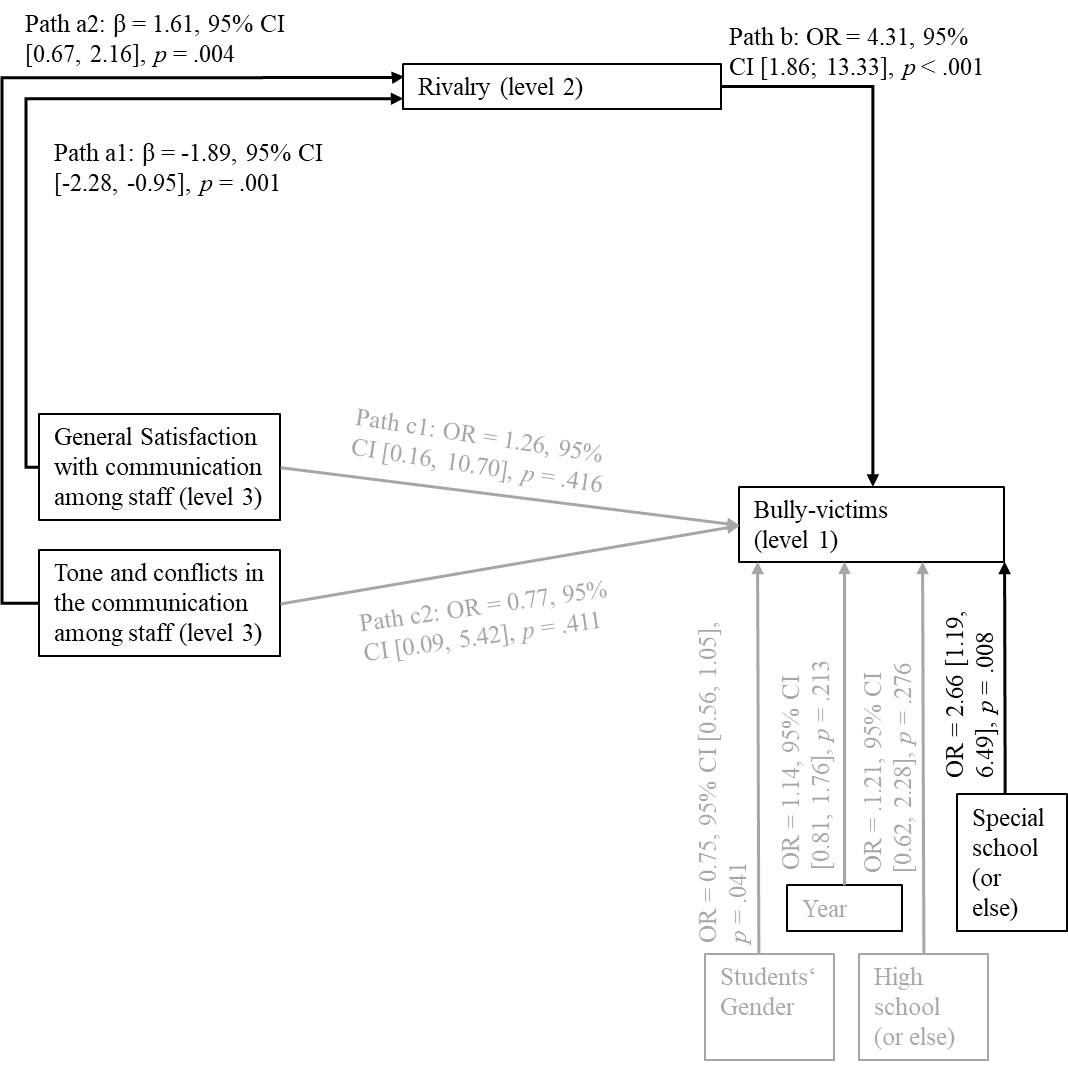 Path a2: β = 1.61, 95% CI
[0.67, 2.16], p = .004
Path b: OR = 4.31, 95%
CI [1.86; 13.33], p < .001
Rivalry (level 2)
Path a1: β = -1.89, 95% CI
[-2.28, -0.95], p = .001
General Satisfaction
with communication
among staff (level 3)
Path c1: OR = 1.26, 95%
CI [0.16, 10.70], p = .416
Bully-victims
(level 1)
Tone and conflicts in
the communication
among staff (level 3)
Path c2: OR = 0.77, 95%
CI [0.09, 5.42], p = .411
OR = 0.75, 95% CI [0.56, 1.05],
p = .041
OR = 1.14, 95% CI
[0.81, 1.76], p = .213
OR = .1.21, 95% CI
[0.62, 2.28], p = .276
OR = 2.66 [1.19,
6.49], p = .008
Special
school
(or
else)
Year
Students‘
Gender
High
school
(or else)